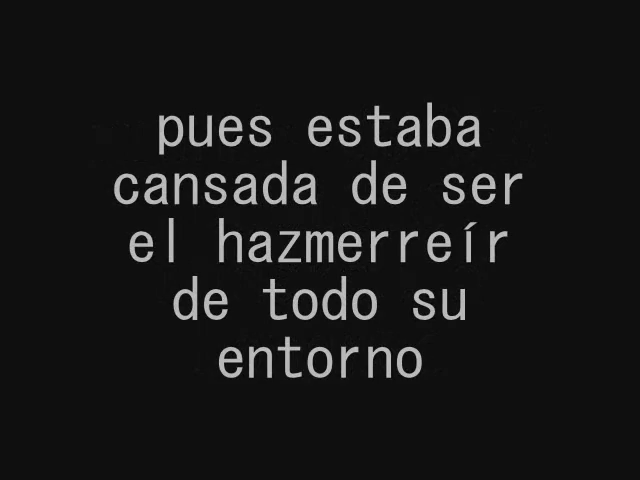 pues estaba
cansada de ser
el hazmerreír
de todo su
entorno